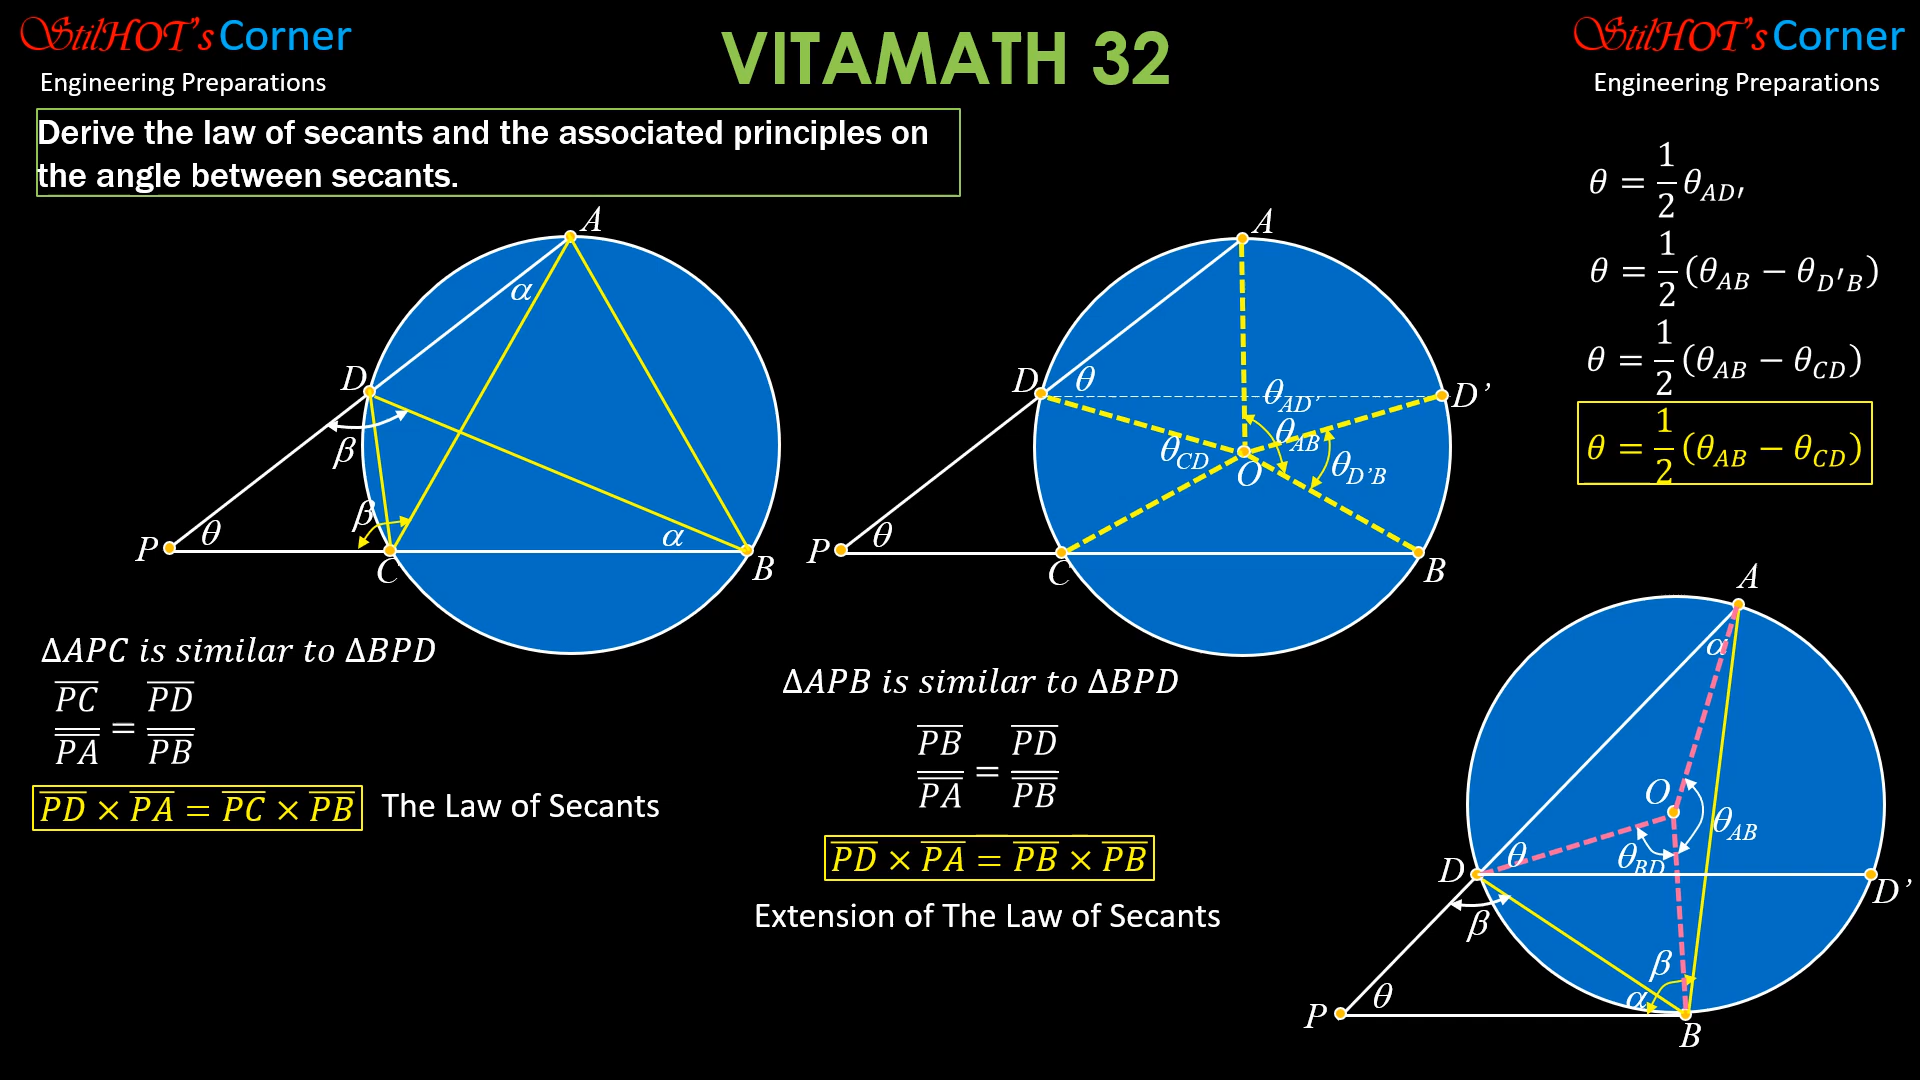 StilHOT's Corner
Engineering Preparations
VITAMATH 32
StilHOT's Corner
Engineering Preparations
Derive the law of secants and the associated principles on
the angle between secants.
A
α
D
β
β
P
θ
α
C
B
ΔAPC is similar to ΔBPD
PC/PA = PD/PB
PD × PA = PC × PB
The Law of Secants
A
D
θ
θAD'
D'
θAB
θCD
O
θD'B
P
θ
C
B
ΔAPB is similar to ΔBPD
PB/PA = PD/PB
PD × PA = PB × PB
Extension of The Law of Secants
θ = 1/2 θAD′
θ = 1/2 (θAB − θD′B)
θ = 1/2 (θAB − θCD)
θ = 1/2 (θAB − θCD)
A
α
O
θAB
D
θ
θBD
D'
β
β
P
θ
α
B